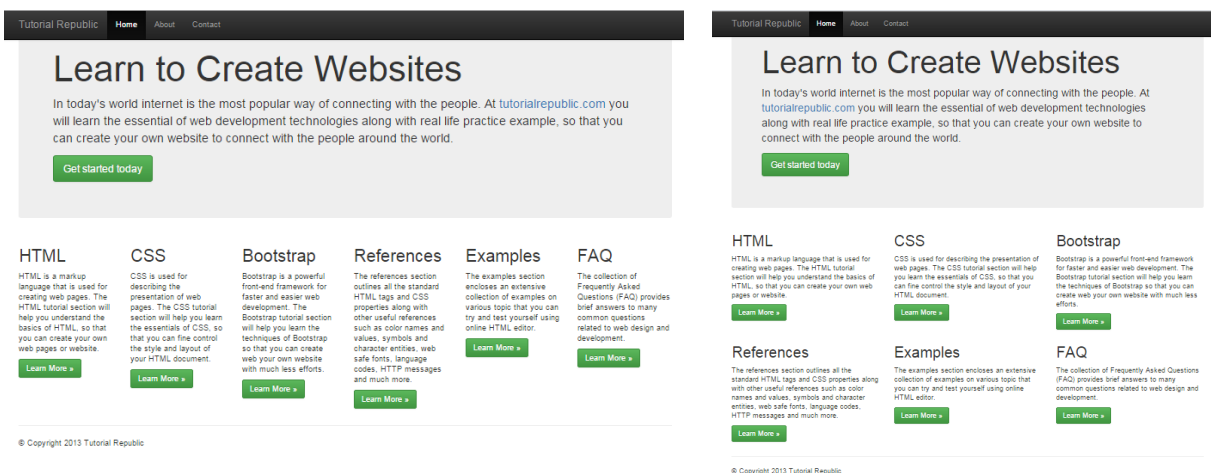 Tutorial Republic Home About Contact
Learn to Create Websites
In today's world internet is the most popular way of connecting with the people. At tutorialrepublic.com you
will learn the essential of web development technologies along with real life practice example, so that you
can create your own website to connect with the people around the world.
Get started today
HTML
HTML is a markup
language that is used for
creating web pages. The
HTML tutorial section will
help you understand the
basics of HTML, so that
you can create your own
web pages or website.
Learn More »
CSS
CSS is used for
describing the
presentation of web
pages. The CSS tutorial
section will help you learn
the essentials of CSS, so
that you can fine control
the style and layout of
your HTML document.
Learn More »
Bootstrap
Bootstrap is a powerful
front-end framework for
faster and easier web
development. The
Bootstrap tutorial section
will help you learn the
techniques of Bootstrap
so that you can create
web your own website
with much less efforts.
Learn More »
References
The references section
outlines all the standard
HTML tags and CSS
properties along with
other useful references
such as color names and
values, symbols and
character entities, web
safe fonts, language
codes, HTTP messages
and much more.
Learn More »
Examples
The examples section
encloses an extensive
collection of examples on
various topic that you can
try and test yourself using
online HTML editor.
Learn More »
FAQ
The collection of
Frequently Asked
Questions (FAQ) provides
brief answers to many
common questions
related to web design and
development.
Learn More »
© Copyright 2013 Tutorial Republic
Tutorial Republic Home About Contact
Learn to Create Websites
In today's world internet is the most popular way of connecting with the people. At
tutorialrepublic.com you will learn the essential of web development technologies
along with real life practice example, so that you can create your own website to
connect with the people around the world.
Get started today
HTML
HTML is a markup language that is used for
creating web pages. The HTML tutorial
section will help you understand the basics of
HTML, so that you can create your own web
pages or website.
Learn More »
CSS
CSS is used for describing the presentation of
web pages. The CSS tutorial section will help
you learn the essentials of CSS, so that you
can fine control the style and layout of your
HTML document.
Learn More »
Bootstrap
Bootstrap is a powerful front-end framework
for faster and easier web development. The
Bootstrap tutorial section will help you learn
the techniques of Bootstrap so that you can
create web your own website with much less
efforts.
Learn More »
References
The references section outlines all the
standard HTML tags and CSS properties along
with other useful references such as color
names and values, symbols and character
entities, web safe fonts, language codes,
HTTP messages and much more.
Learn More »
Examples
The examples section encloses an extensive
collection of examples on various topic that
you can try and test yourself using online
HTML editor.
Learn More »
FAQ
The collection of Frequently Asked Questions
(FAQ) provides brief answers to many
common questions related to web design and
development.
Learn More »
© Copyright 2013 Tutorial Republic